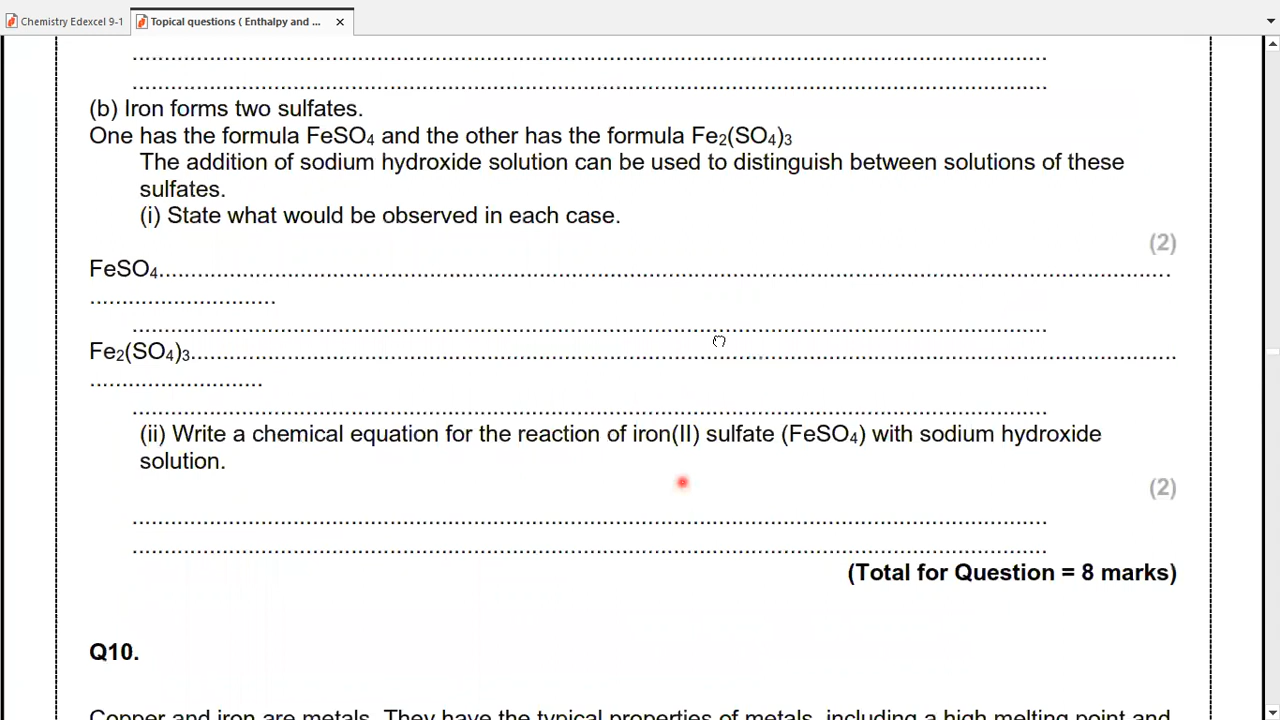 Chemistry Edexcel 9-1
Topical questions ( Enthalpy and ...
................................................................................................................................................
................................................................................................................................................
(b) Iron forms two sulfates.
One has the formula FeSO₄ and the other has the formula Fe₂(SO₄)₃
The addition of sodium hydroxide solution can be used to distinguish between solutions of these
sulfates.
(i) State what would be observed in each case.
(2)
FeSO₄................................................................................................................................................
.............................
................................................................................................................................................
Fe₂(SO₄)₃................................................................................................................................................
...........................
................................................................................................................................................
(ii) Write a chemical equation for the reaction of iron(II) sulfate (FeSO₄) with sodium hydroxide
solution.
(2)
................................................................................................................................................
................................................................................................................................................
(Total for Question = 8 marks)
Q10.
Copper and iron are metals. They have the typical properties of metals, including a high melting point and